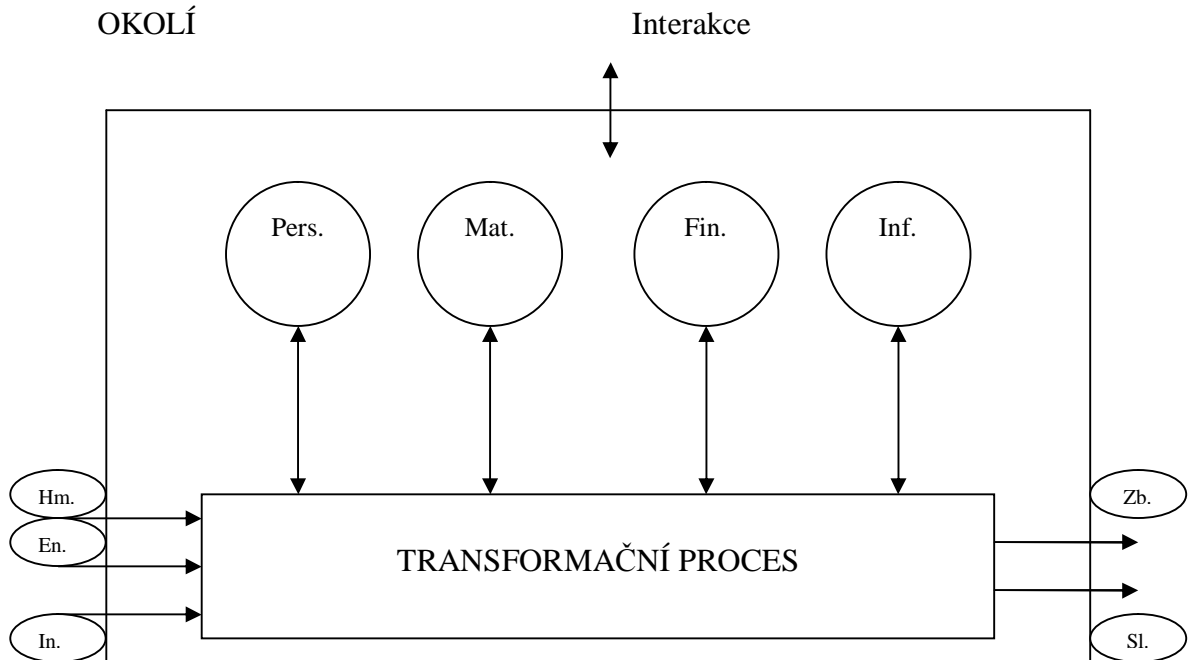 OKOLÍ Interakce
Pers. Mat. Fin. Inf.
Hm. Zb.
En.
TRANSFORMAČNÍ PROCES
In. Sl.